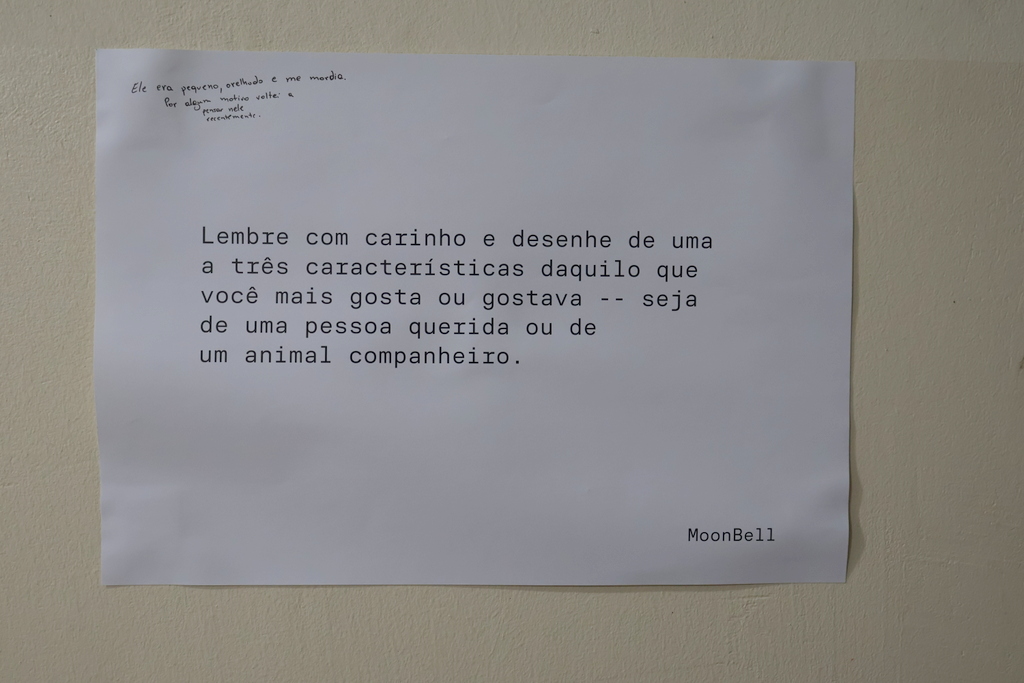 Ele era pequeno, orelhudo e me mordia.
Por algum motivo voltei a
pensar nele
recentemente.
Lembre com carinho e desenhe de uma
a três características daquilo que
você mais gosta ou gostava -- seja
de uma pessoa querida ou de
um animal companheiro.
MoonBell